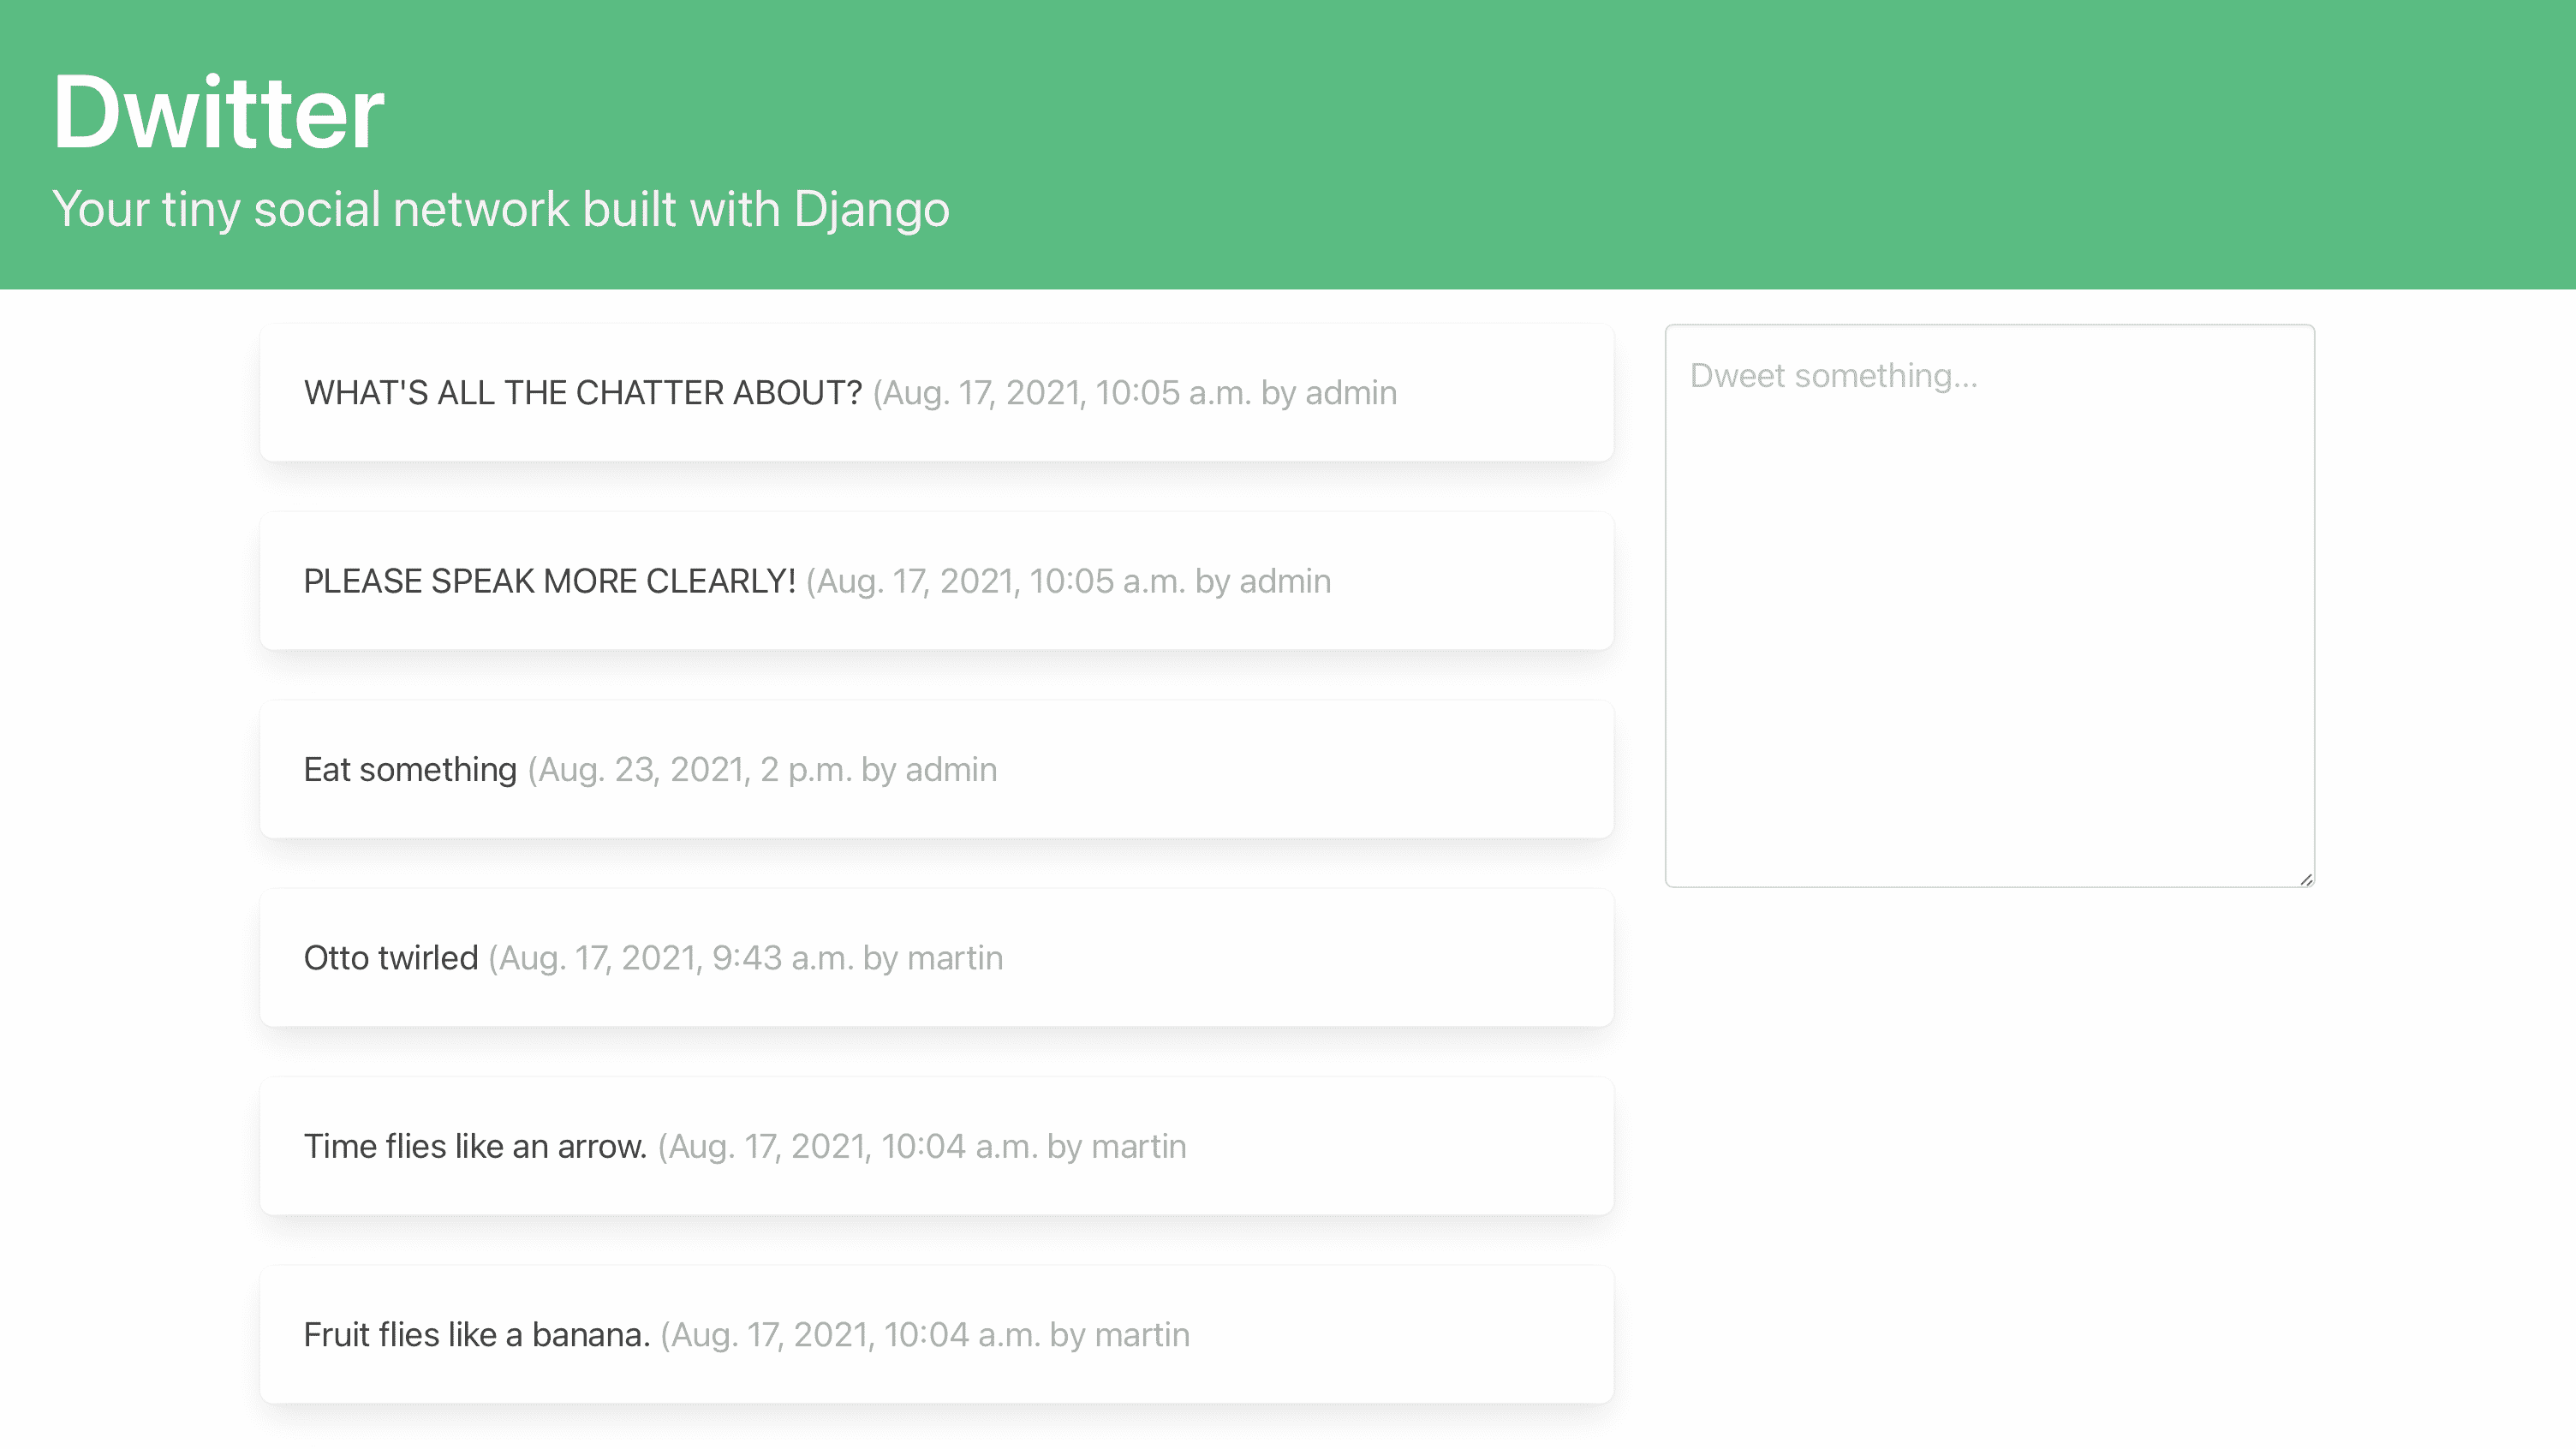 Dwitter
Your tiny social network built with Django
WHAT'S ALL THE CHATTER ABOUT? (Aug. 17, 2021, 10:05 a.m. by admin
PLEASE SPEAK MORE CLEARLY! (Aug. 17, 2021, 10:05 a.m. by admin
Eat something (Aug. 23, 2021, 2 p.m. by admin
Otto twirled (Aug. 17, 2021, 9:43 a.m. by martin
Time flies like an arrow. (Aug. 17, 2021, 10:04 a.m. by martin
Fruit flies like a banana. (Aug. 17, 2021, 10:04 a.m. by martin
Dweet something...